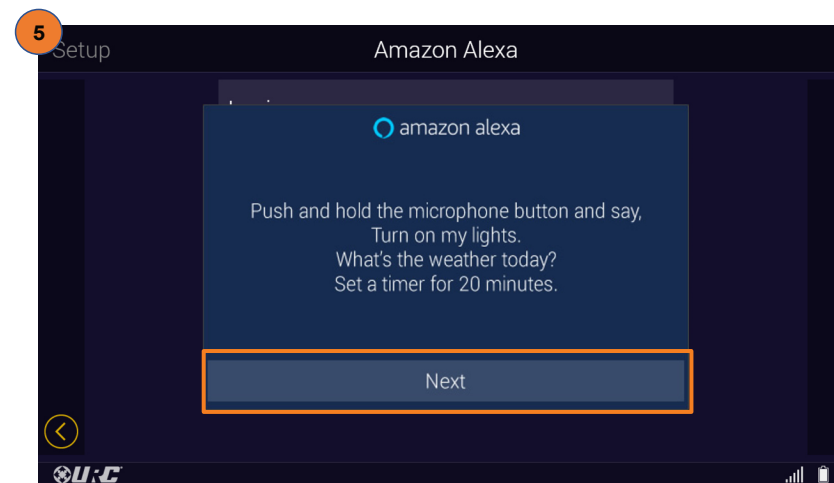 5
Setup
Amazon Alexa
amazon alexa
Push and hold the microphone button and say,
Turn on my lights.
What's the weather today?
Set a timer for 20 minutes.
Next
URC